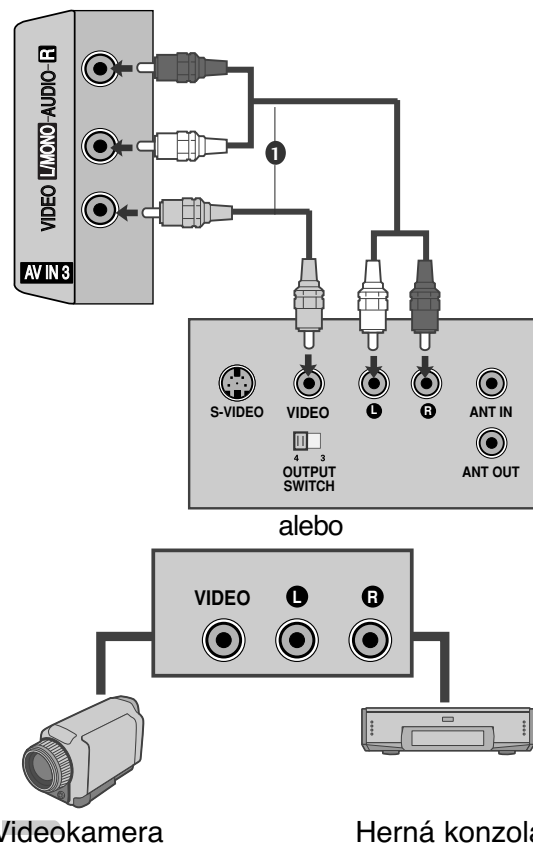 VIDEO L/MONO-AUDIO-R
AV IN 3
1
S-VIDEO VIDEO L R ANT IN
4 3
OUTPUT
SWITCH
ANT OUT
alebo
VIDEO L R
Videokamera Herná konzola